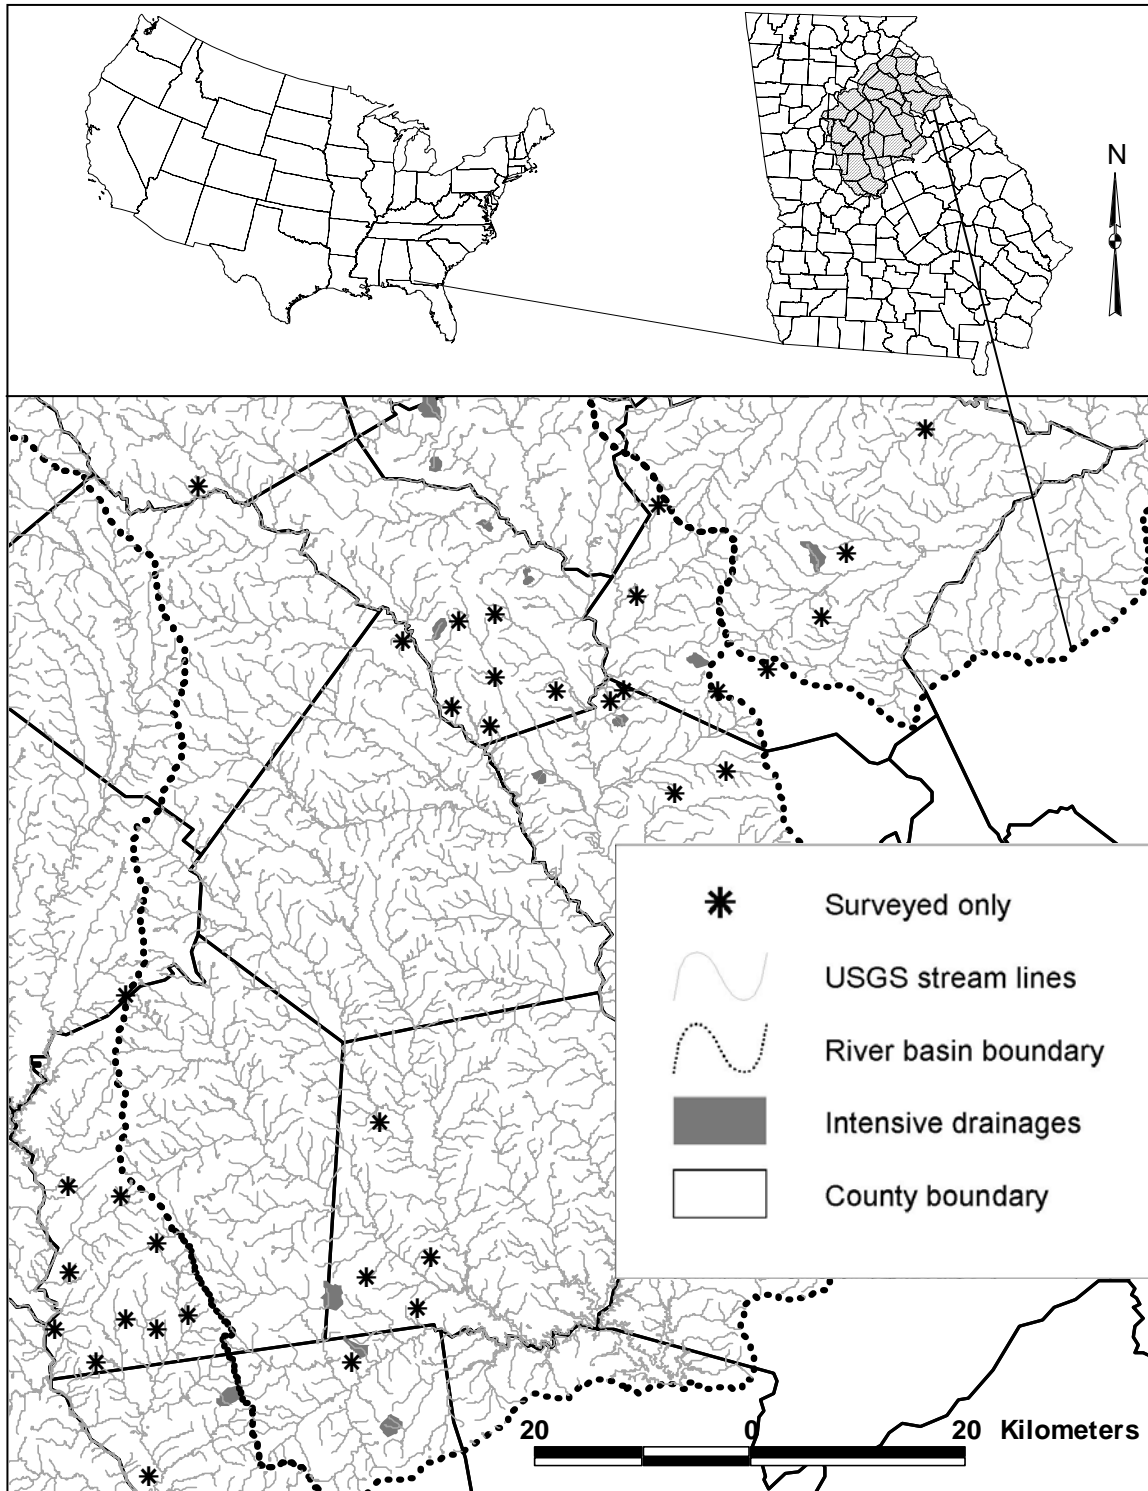 N
Surveyed only
USGS stream lines
River basin boundary
Intensive drainages
County boundary
20 0 20 Kilometers